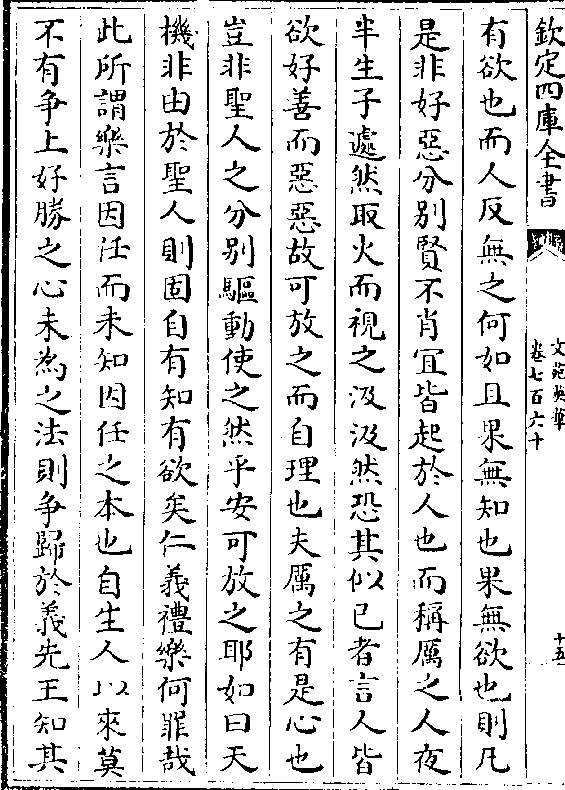 欽定四庫全書
文苑英華
卷七百六十
十五
有欲也而人反無之何如且果無知也果無欲也則凡
是非好惡分别賢不肖宜皆起於人也而稱厲之人夜
半生子遽然取火而視之汲汲然恐其似已者言人皆
欲好善而惡惡故可放之而自理也夫厲之有是心也
豈非聖人之分别驅動使之然乎安可放之耶如曰天
機非由於聖人則固自有知有欲矣仁義禮樂何罪哉
此所謂樂言因任而未知因任之本也自生人以來莫
不有争上好勝之心未為之法則争歸於義先王知其